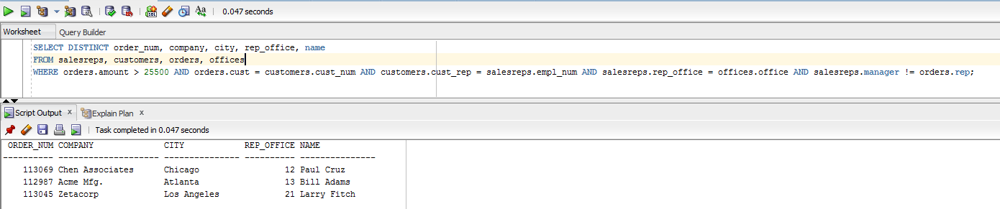 0.047 seconds
Worksheet Query Builder
SELECT DISTINCT order_num, company, city, rep_office, name
FROM salesreps, customers, orders, offices
WHERE orders.amount > 25500 AND orders.cust = customers.cust_num AND customers.cust_rep = salesreps.empl_num AND salesreps.rep_office = offices.office AND salesreps.manager != orders.rep;
Script Output x Explain Plan x
Task completed in 0.047 seconds
ORDER_NUM COMPANY CITY REP_OFFICE NAME
---------- -------------------- --------------- ---------- ---------------
113069 Chen Associates Chicago 12 Paul Cruz
112987 Acme Mfg. Atlanta 13 Bill Adams
113045 Zetacorp Los Angeles 21 Larry Fitch